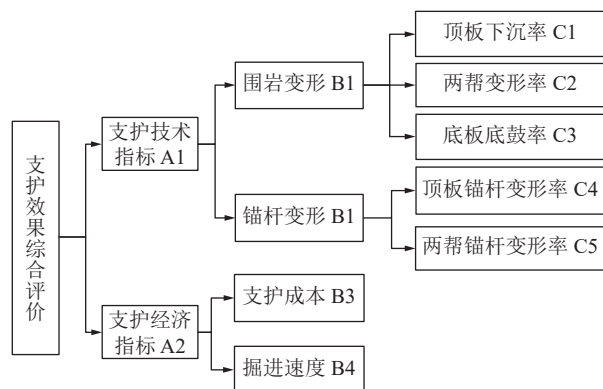 支护效果综合评价
支护技术
指标 A1
支护经济
指标 A2
围岩变形 B1
锚杆变形 B1
支护成本 B3
掘进速度 B4
顶板下沉率 C1
两帮变形率 C2
底板底鼓率 C3
顶板锚杆变形率 C4
两帮锚杆变形率 C5